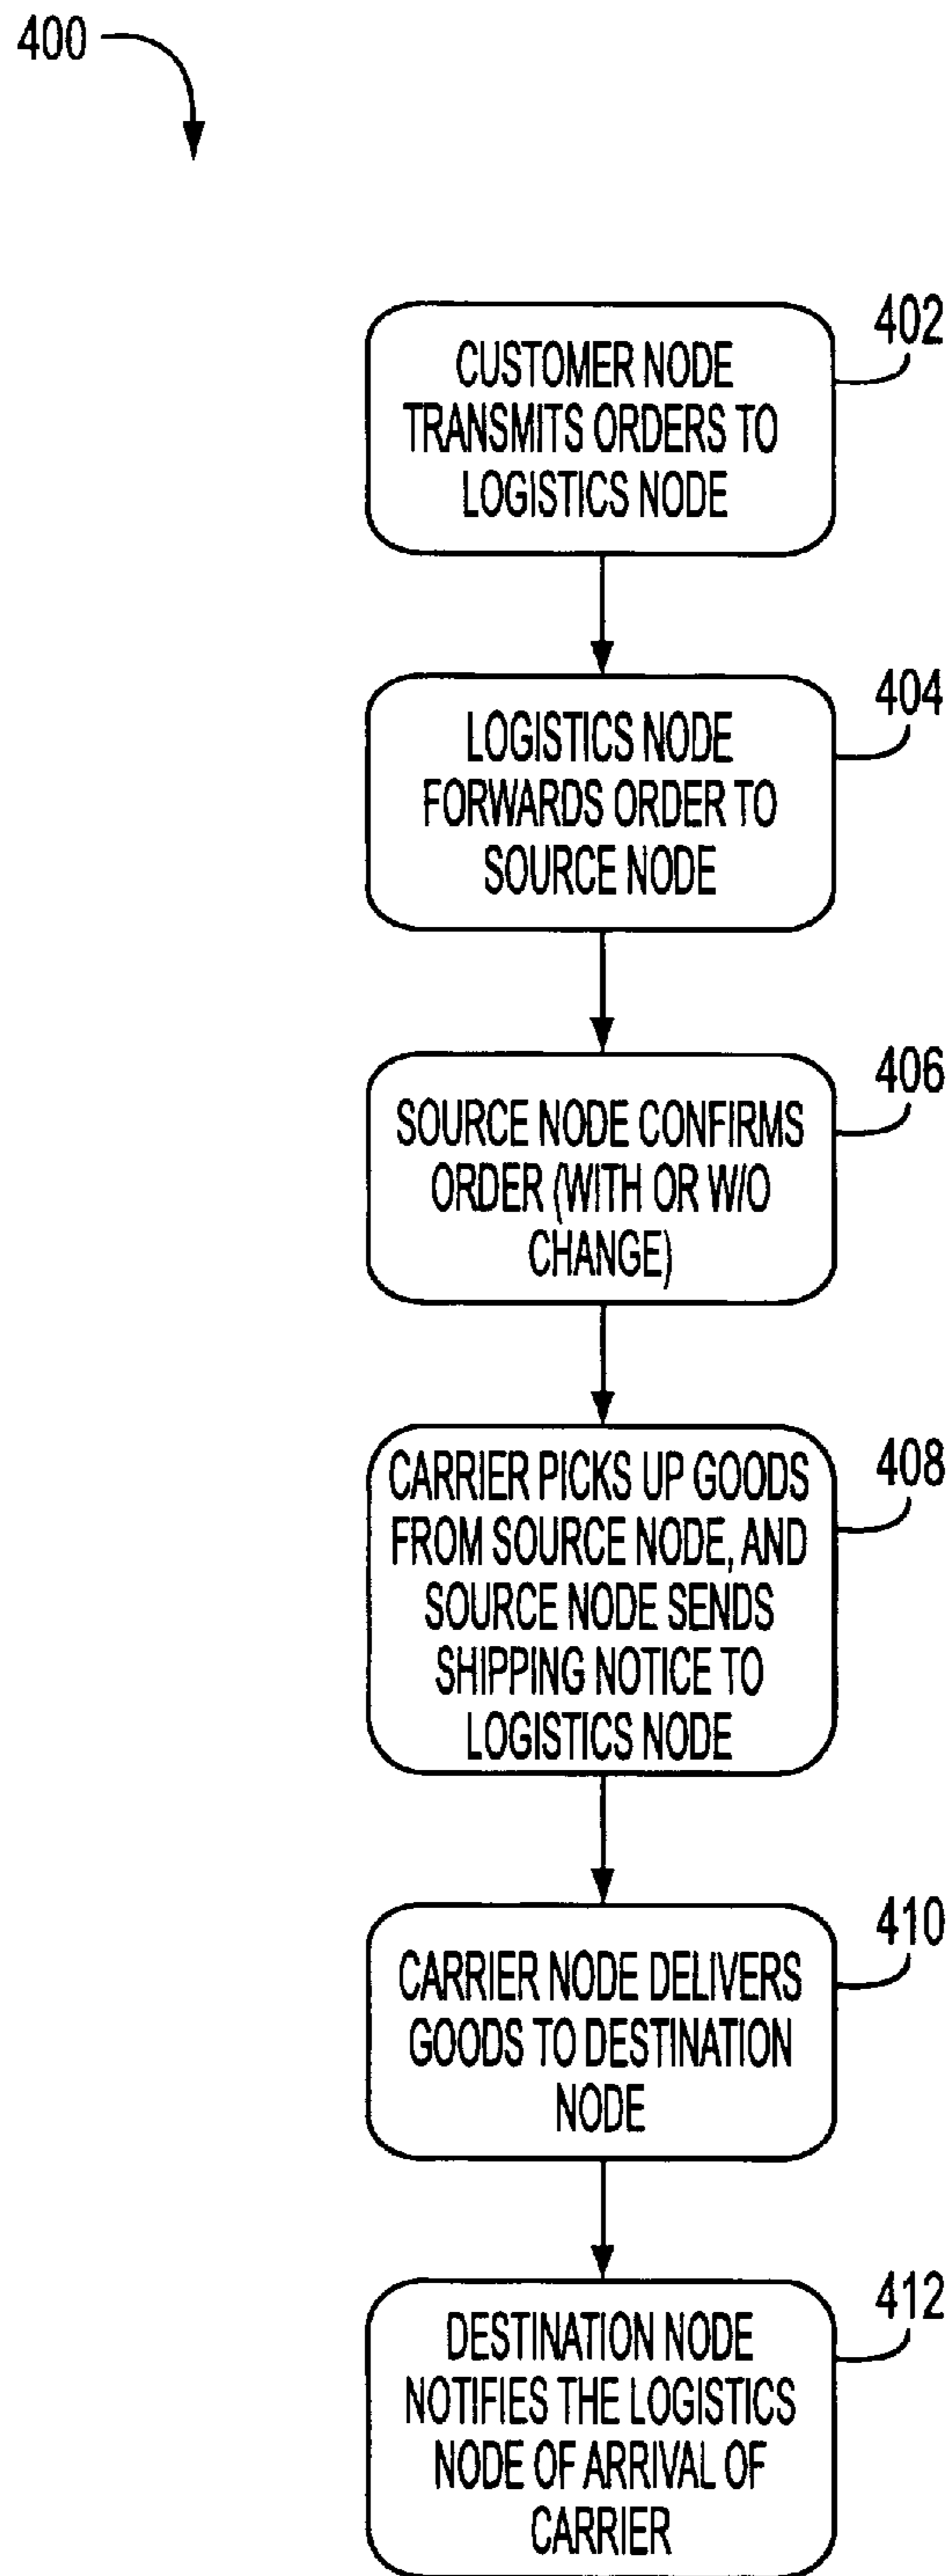 400
402
CUSTOMER NODE
TRANSMITS ORDERS TO
LOGISTICS NODE
404
LOGISTICS NODE
FORWARDS ORDER TO
SOURCE NODE
406
SOURCE NODE CONFIRMS
ORDER (WITH OR W/O
CHANGE)
408
CARRIER PICKS UP GOODS
FROM SOURCE NODE, AND
SOURCE NODE SENDS
SHIPPING NOTICE TO
LOGISTICS NODE
410
CARRIER NODE DELIVERS
GOODS TO DESTINATION
NODE
412
DESTINATION NODE
NOTIFIES THE LOGISTICS
NODE OF ARRIVAL OF
CARRIER